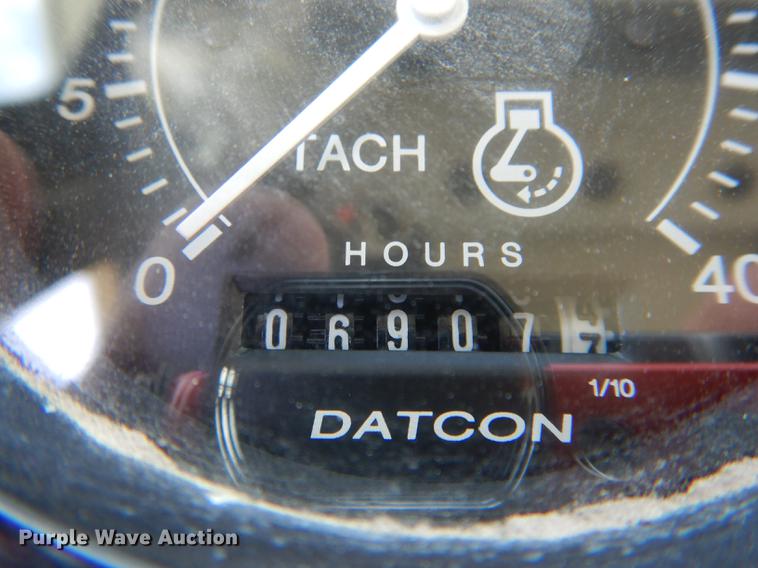 5
TACH
HOURS
0
40
0 6 9 0 7
1/10
DATCON
Purple Wave Auction